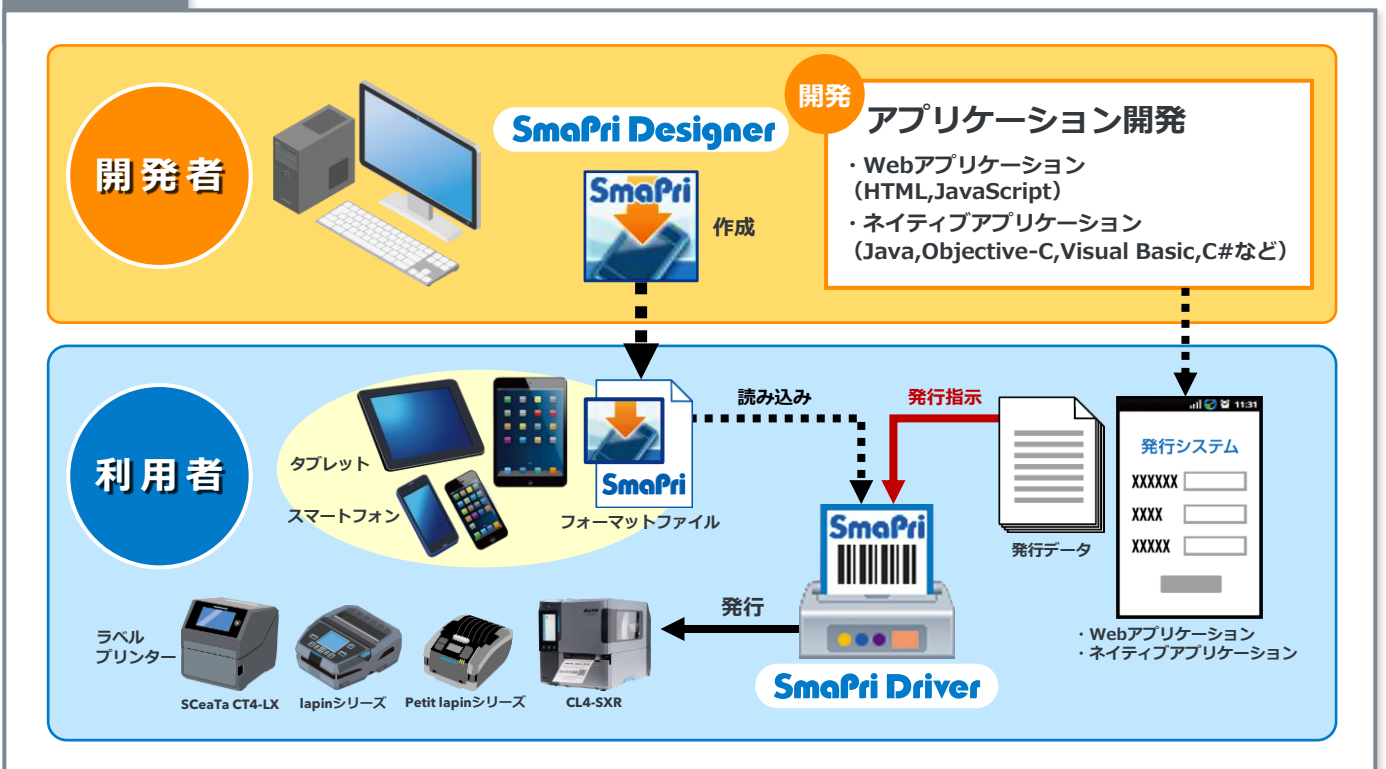 開発者
SmaPri Designer
SmaPri
作成
開発
アプリケーション開発
・Webアプリケーション
（HTML,JavaScript）
・ネイティブアプリケーション
（Java,Objective-C,Visual Basic,C#など）
利用者
タブレット
スマートフォン
SmaPri
フォーマットファイル
読み込み
発行指示
発行データ
11:31
発行システム
XXXXXX
XXXX
XXXXX
・Webアプリケーション
・ネイティブアプリケーション
SmaPri
SmaPri Driver
発行
ラベル
プリンター
SCeaTa CT4-LX
lapinシリーズ
Petit lapinシリーズ
CL4-SXR